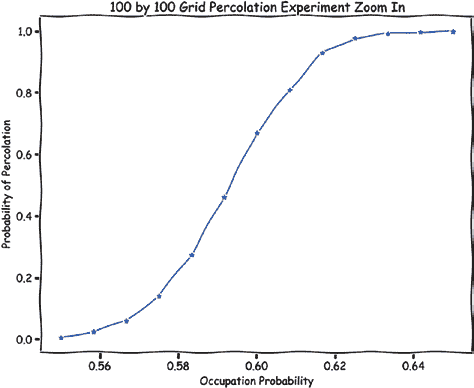 100 by 100 Grid Percolation Experiment Zoom In
Probability of Percolation
1.0
0.8
0.6
0.4
0.2
0.0
0.56 0.58 0.60 0.62 0.64
Occupation Probability